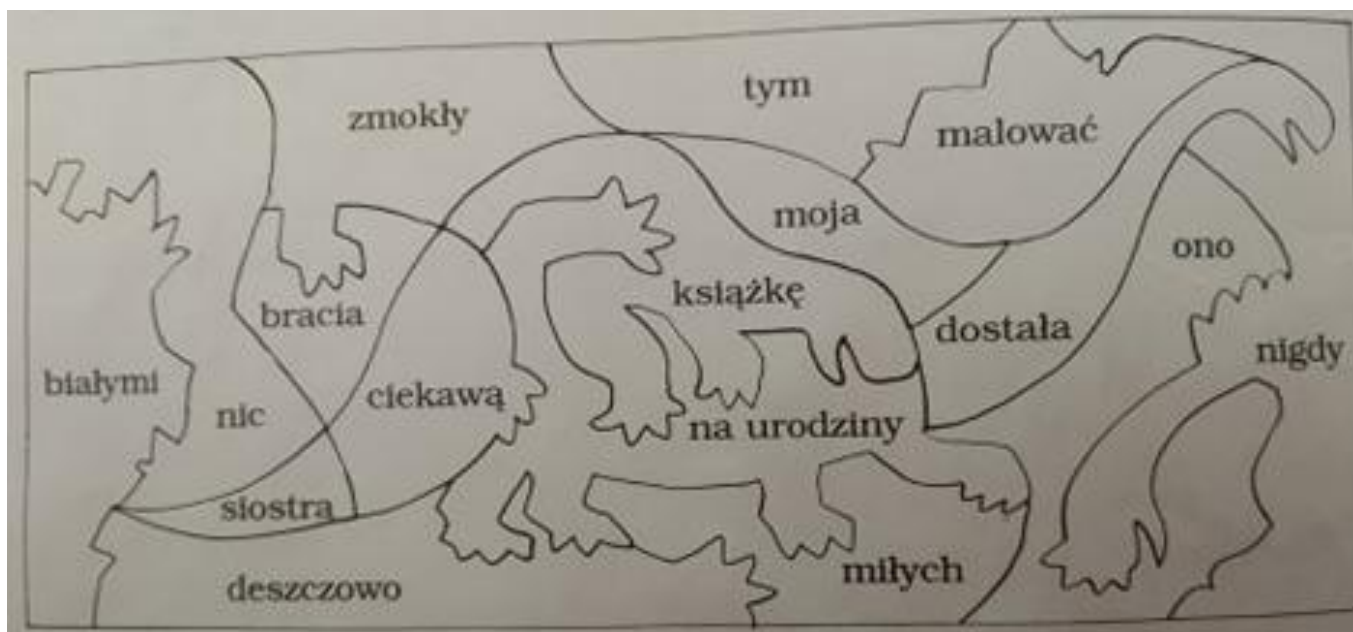 tym
zmokły
malować
moja
ono
książkę
bracia
dostała
nigdy
białymi
ciekawą
nic
na urodziny
siostra
miłych
deszczowo